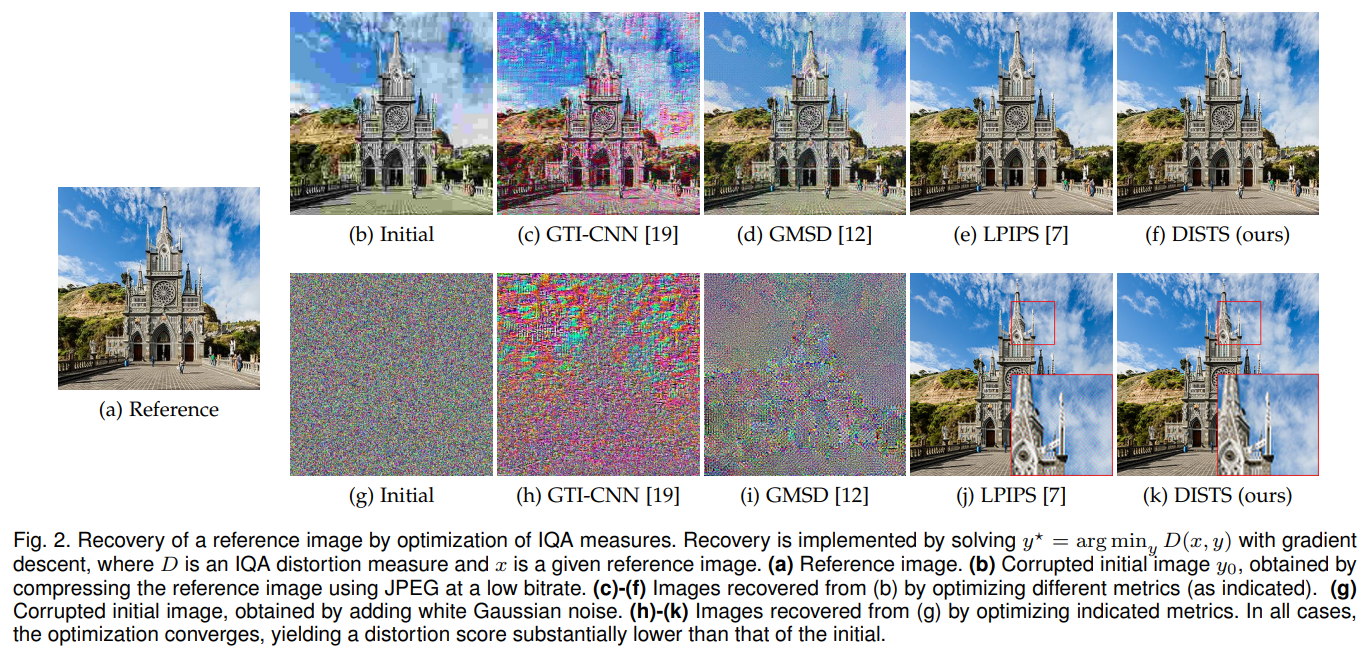 (b) Initial
(c) GTI-CNN [19]
(d) GMSD [12]
(e) LPIPS [7]
(f) DISTS (ours)
(a) Reference
(g) Initial
(h) GTI-CNN [19]
(i) GMSD [12]
(j) LPIPS [7]
(k) DISTS (ours)
Fig. 2. Recovery of a reference image by optimization of IQA measures. Recovery is implemented by solving y⋆ = arg min_y D(x, y) with gradient
descent, where D is an IQA distortion measure and x is a given reference image. (a) Reference image. (b) Corrupted initial image y₀, obtained by
compressing the reference image using JPEG at a low bitrate. (c)-(f) Images recovered from (b) by optimizing different metrics (as indicated). (g)
Corrupted initial image, obtained by adding white Gaussian noise. (h)-(k) Images recovered from (g) by optimizing indicated metrics. In all cases,
the optimization converges, yielding a distortion score substantially lower than that of the initial.